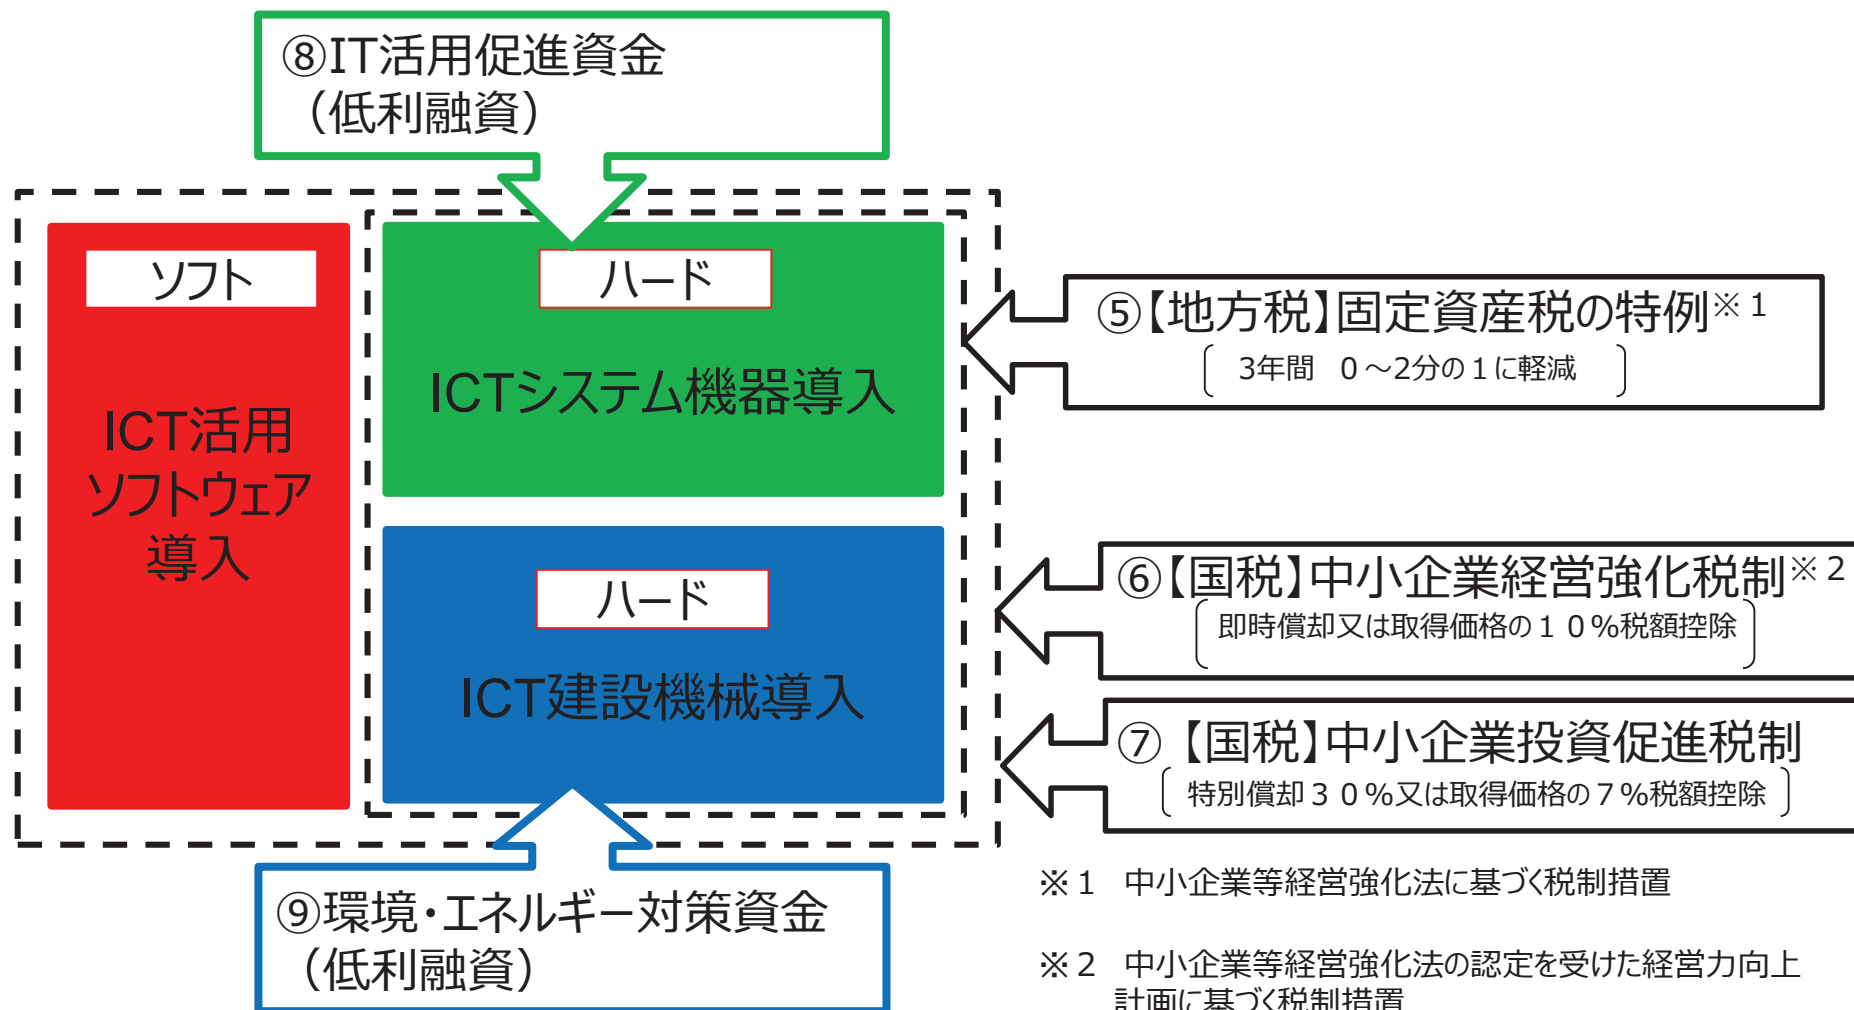 ⑧IT活用促進資金
（低利融資）
ソフト
ICT活用
ソフトウェア
導入
ハード
ICTシステム機器導入
ハード
ICT建設機械導入
⑤【地方税】固定資産税の特例※１
3年間　０～2分の１に軽減
⑥【国税】中小企業経営強化税制※２
即時償却又は取得価格の１０％税額控除
⑦【国税】中小企業投資促進税制
特別償却３０％又は取得価格の７％税額控除
⑨環境・エネルギー対策資金
（低利融資）
※１　中小企業等経営強化法に基づく税制措置
※２　中小企業等経営強化法の認定を受けた経営力向上
計画に基づく税制措置